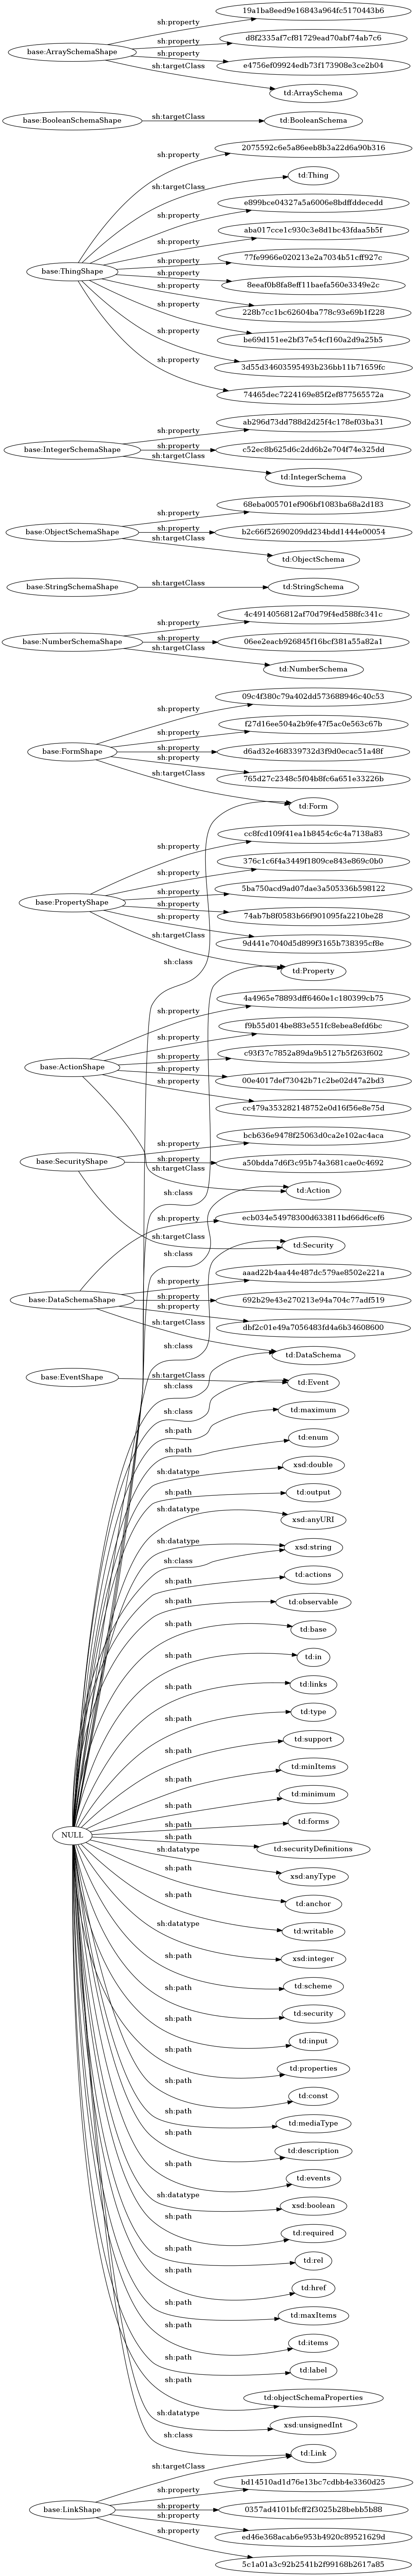 19a1ba8eed9e16843a964fc5170443b6
sh:property
d8f2335af7cf81729ead70abf74ab7c6
base:ArraySchemaShape
sh:property
sh:property
e4756ef09924edb73f173908e3ce2b04
sh:targetClass
td:ArraySchema
base:BooleanSchemaShape
sh:targetClass
td:BooleanSchema
2075592c6e5a86eeb8b3a22d6a90b316
sh:property
td:Thing
sh:targetClass
e899bce04327a5a6006e8bdffddecedd
sh:property
aba017cce1c930c3e8d1bc43fdaa5b5f
sh:property
77fe9966e020213e2a7034b51cff927c
sh:property
base:ThingShape
8eeaf0b8fa8eff11baefa560e3349e2c
sh:property
228b7cc1bc62604ba778c93e69b1f228
sh:property
be69d151ee2bf37e54cf160a2d9a25b5
sh:property
3d55d34603595493b236bb11b71659fc
sh:property
74465dec7224169e85f2ef877565572a
sh:property
ab296d73dd788d2d25f4c178ef03ba31
sh:property
base:IntegerSchemaShape
sh:property
c52ec8b625d6c2dd6b2e704f74e325dd
sh:targetClass
td:IntegerSchema
68eba005701ef906bf1083ba68a2d183
sh:property
base:ObjectSchemaShape
sh:property
b2c66f52690209dd234bdd1444e00054
sh:targetClass
td:ObjectSchema
base:StringSchemaShape
sh:targetClass
td:StringSchema
4c4914056812af70d79f4ed588fc341c
sh:property
base:NumberSchemaShape
sh:property
06ee2eacb926845f16bcf381a55a82a1
sh:targetClass
td:NumberSchema
09c4f380c79a402dd573688946c40c53
sh:property
f27d16ee504a2b9fe47f5ac0e563c67b
sh:property
base:FormShape
sh:property
d6ad32e468339732d3f9d0ecac51a48f
sh:property
765d27c2348c5f04b8fc6a651e33226b
sh:targetClass
td:Form
cc8fcd109f41ea1b8454c6c4a7138a83
sh:property
376c1c6f4a3449f1809ce843e869c0b0
sh:property
5ba750acd9ad07dae3a505336b598122
sh:property
base:PropertyShape
sh:property
74ab7b8f0583b66f901095fa2210be28
sh:property
9d441e7040d5d899f3165b738395cf8e
sh:targetClass
sh:class
td:Property
4a4965e78893dff6460e1c180399cb75
sh:property
f9b55d014be883e551fc8ebea8efd6bc
sh:property
c93f37c7852a89da9b5127b5f263f602
sh:property
base:ActionShape
sh:property
00e4017def73042b71c2be02d47a2bd3
sh:property
cc479a353282148752e0d16f56e8e75d
bcb636e9478f25063d0ca2e102ac4aca
sh:property
base:SecurityShape
sh:property
a50bdda7d6f3c95b74a3681cae0c4692
sh:targetClass
td:Action
sh:class
ecb034e54978300d633811bd66d6cef6
sh:property
sh:targetClass
td:Security
sh:class
aaad22b4aa44e487dc579ae8502e221a
sh:property
base:DataSchemaShape
sh:property
692b29e43e270213e94a704c77adf519
sh:property
dbf2c01e49a7056483fd4a6b34608600
sh:targetClass
sh:class
td:DataSchema
base:EventShape
sh:targetClass
td:Event
sh:class
td:maximum
sh:class
sh:path
td:enum
sh:path
xsd:double
sh:datatype
td:output
sh:path
xsd:anyURI
sh:datatype
xsd:string
sh:datatype
sh:class
td:actions
sh:path
td:observable
sh:path
td:base
sh:path
td:in
sh:path
td:links
sh:path
td:type
sh:path
td:support
sh:path
td:minItems
sh:path
td:minimum
sh:path
td:forms
sh:path
NULL
sh:path
td:securityDefinitions
sh:datatype
xsd:anyType
sh:path
td:anchor
sh:path
td:writable
sh:datatype
xsd:integer
sh:path
td:scheme
sh:path
td:security
sh:path
td:input
sh:path
td:properties
sh:path
td:const
sh:path
td:mediaType
sh:path
td:description
sh:path
td:events
sh:datatype
xsd:boolean
sh:path
td:required
sh:path
td:rel
sh:path
td:href
sh:path
td:maxItems
sh:path
td:items
sh:path
td:label
sh:path
td:objectSchemaProperties
sh:datatype
xsd:unsignedInt
sh:class
td:Link
sh:targetClass
bd14510ad1d76e13bc7cdbb4e3360d25
sh:property
base:LinkShape
sh:property
0357ad4101bfcff2f3025b28bebb5b88
sh:property
ed46e368acab6e953b4920c89521629d
sh:property
5c1a01a3c92b2541b2f99168b2617a85